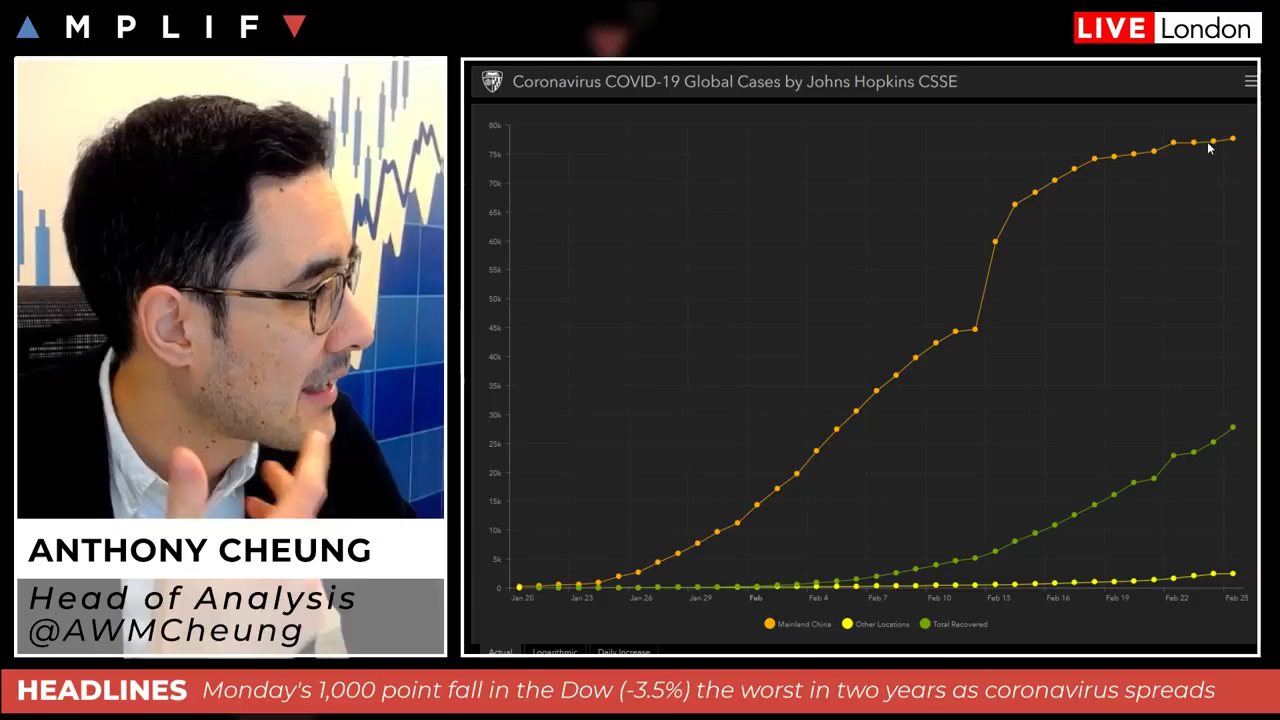 AMPLIFY
LIVE London
Coronavirus COVID-19 Global Cases by Johns Hopkins CSSE
80k
75k
70k
65k
60k
55k
50k
45k
40k
35k
30k
25k
20k
15k
10k
5k
0
Jan 20 Jan 23 Jan 26 Jan 29 Feb Feb 4 Feb 7 Feb 10 Feb 13 Feb 16 Feb 19 Feb 22 Feb 25
Mainland China Other Locations Total Recovered
Actual Logarithmic Daily Increase
ANTHONY CHEUNG
Head of Analysis
@AWMCheung
HEADLINES Monday's 1,000 point fall in the Dow (-3.5%) the worst in two years as coronavirus spreads